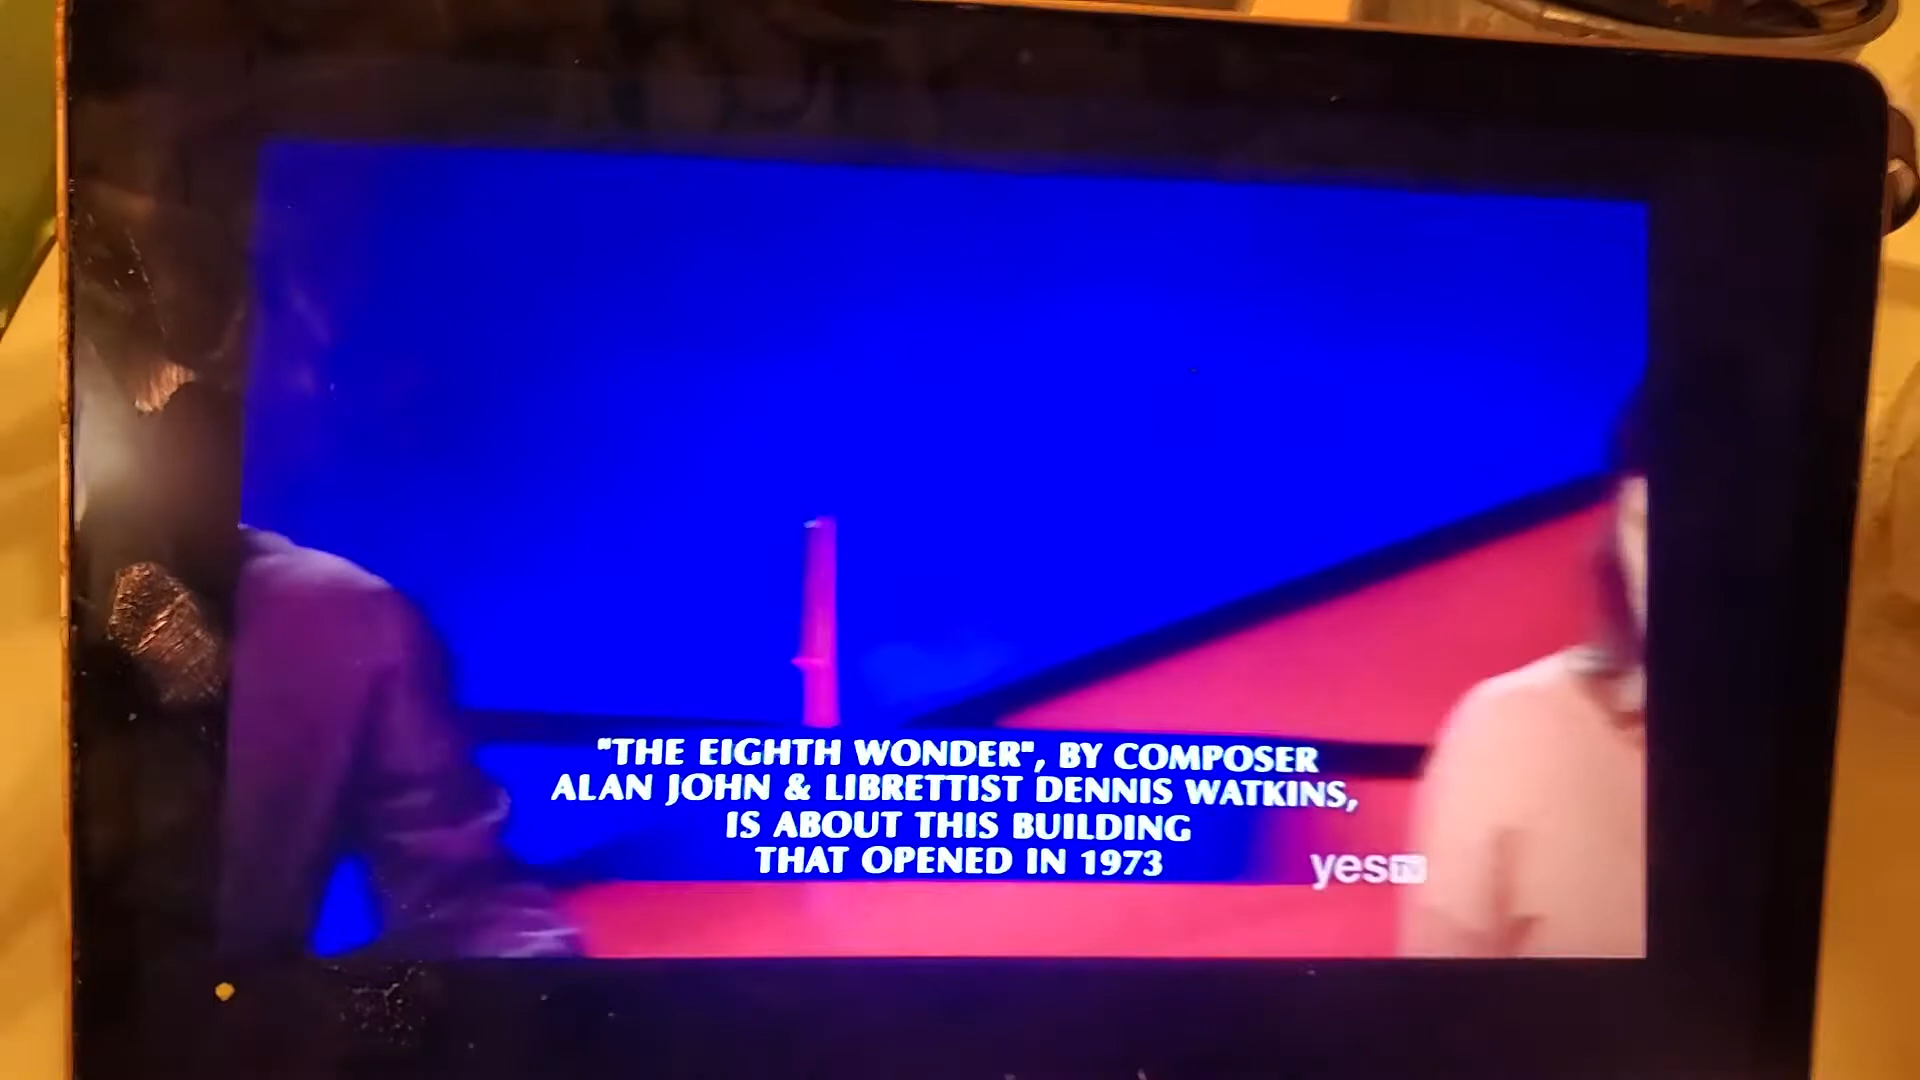 "THE EIGHTH WONDER", BY COMPOSER
ALAN JOHN & LIBRETTIST DENNIS WATKINS,
IS ABOUT THIS BUILDING
THAT OPENED IN 1973
yes TV